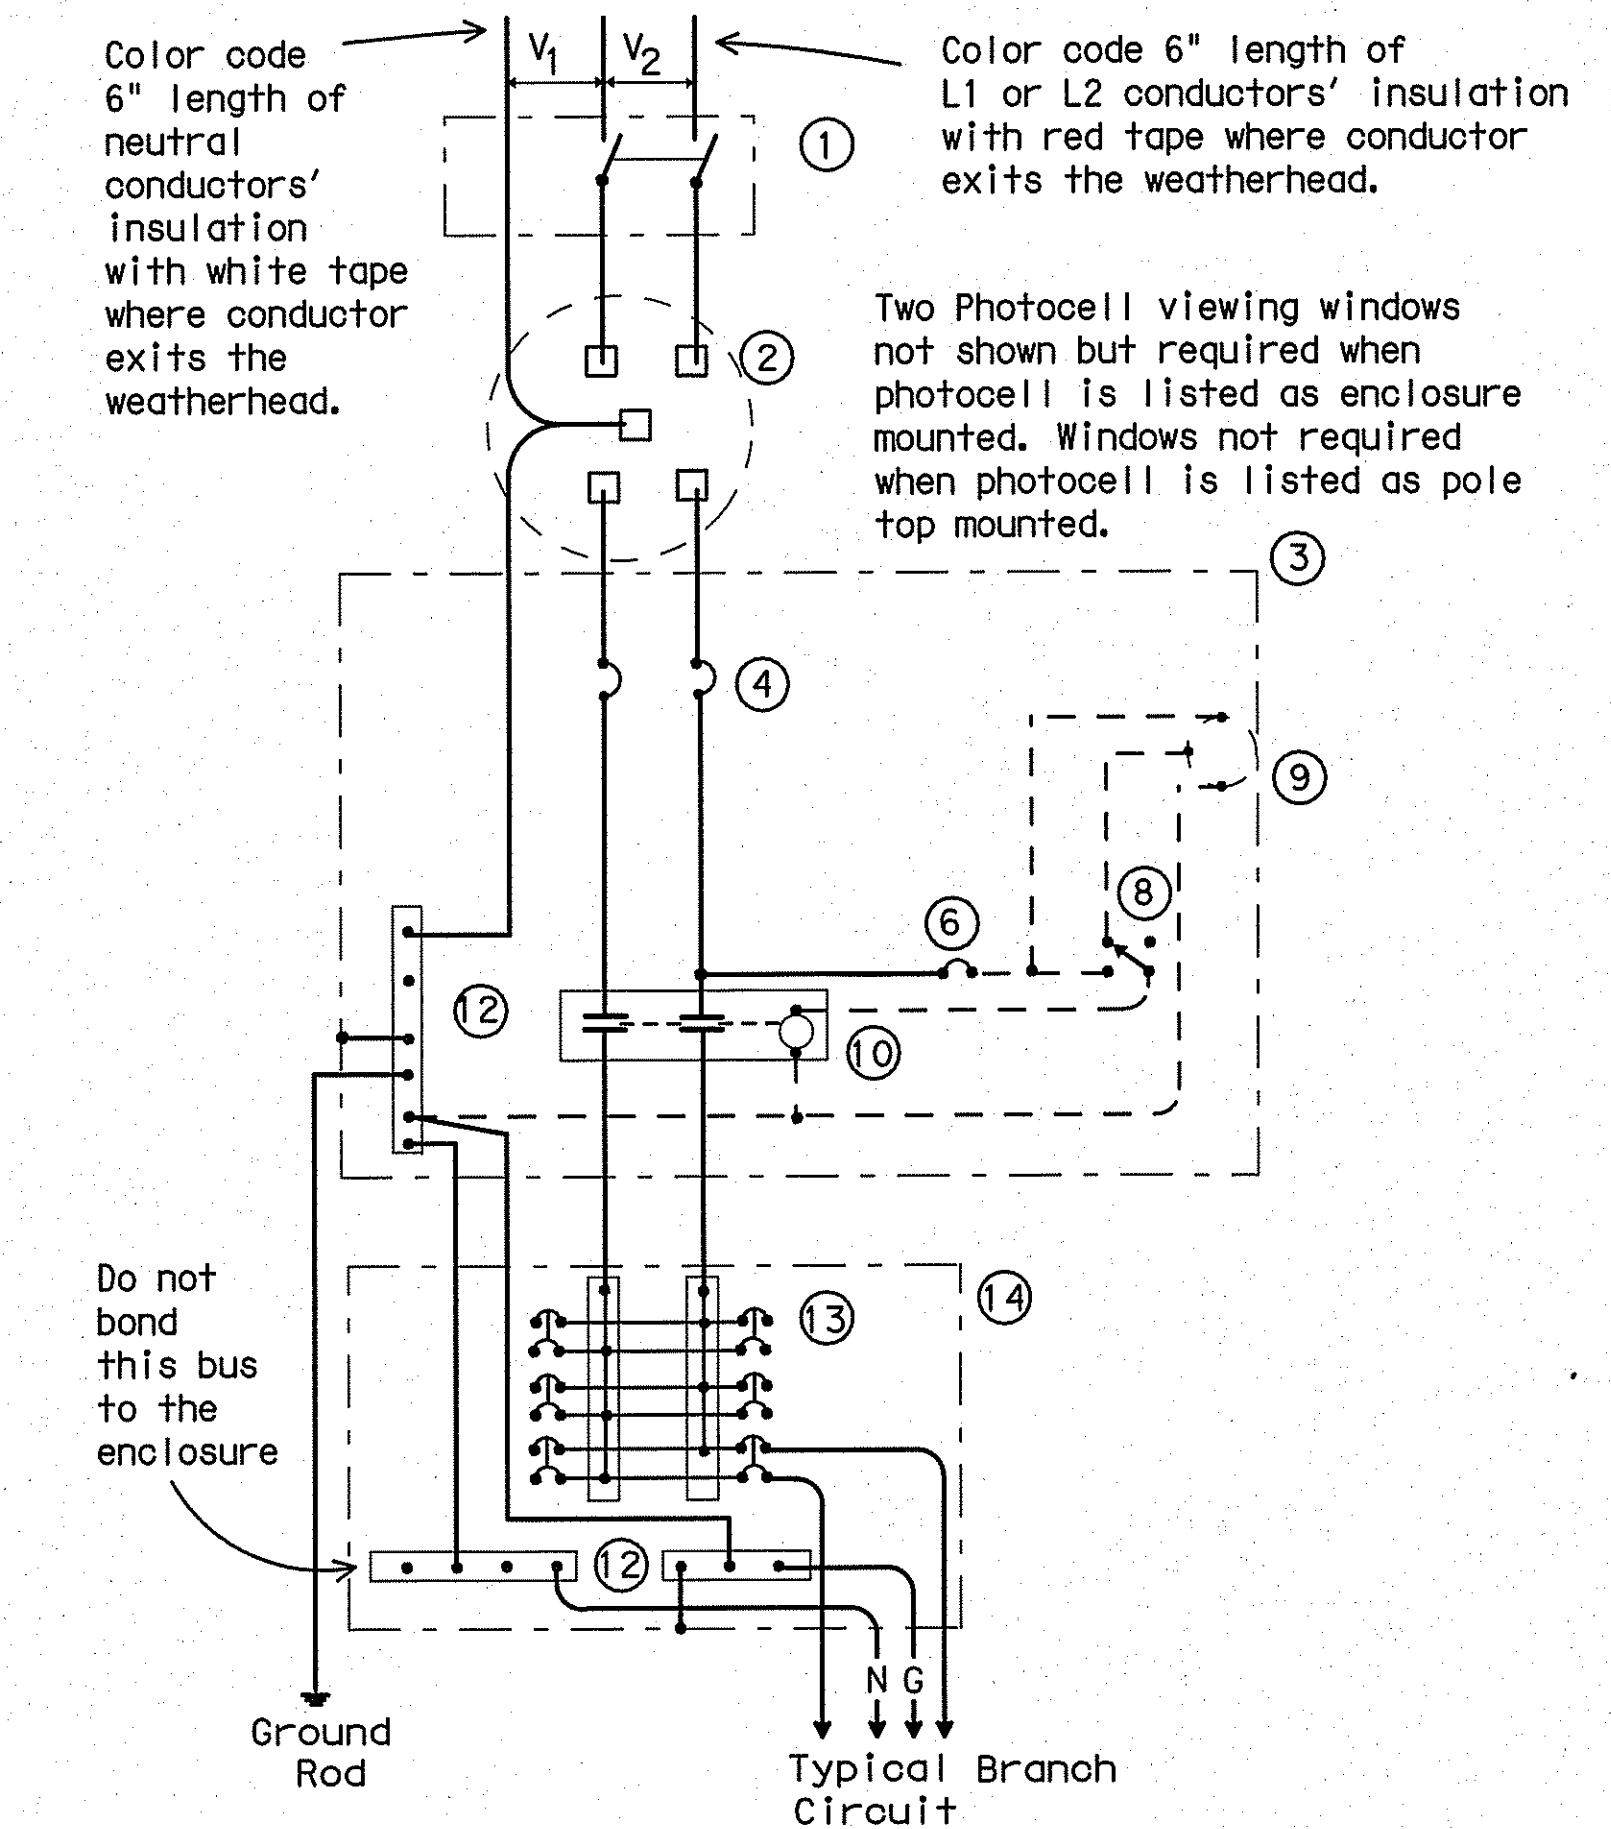 Color code
6" length of
neutral
conductors'
insulation
with white tape
where conductor
exits the
weatherhead.
V1
V2
Color code 6" length of
L1 or L2 conductors' insulation
with red tape where conductor
exits the weatherhead.
1
Two Photocell viewing windows
not shown but required when
photocell is listed as enclosure
mounted. Windows not required
when photocell is listed as pole
top mounted.
2
3
4
9
8
6
12
10
Do not
bond
this bus
to the
enclosure
13
14
12
N G
Ground
Rod
Typical Branch
Circuit